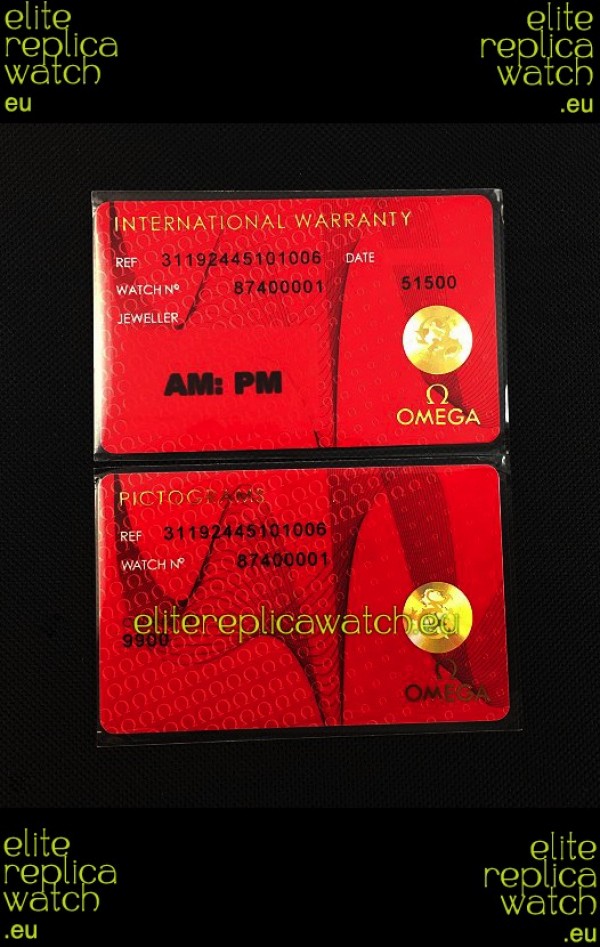 elite
replica
watch
eu
elite
replica
watch
.eu
INTERNATIONAL WARRANTY
REF 31192445101006 DATE
WATCH Nº 87400001 51500
JEWELLER
AM: PM
Ω
OMEGA
PICTOGRAMS
REF 31192445101006
WATCH Nº 87400001
elitereplicawatch.eu
9900
Ω
OMEGA
elite
replica
watch
.eu
elite
replica
watch
.eu